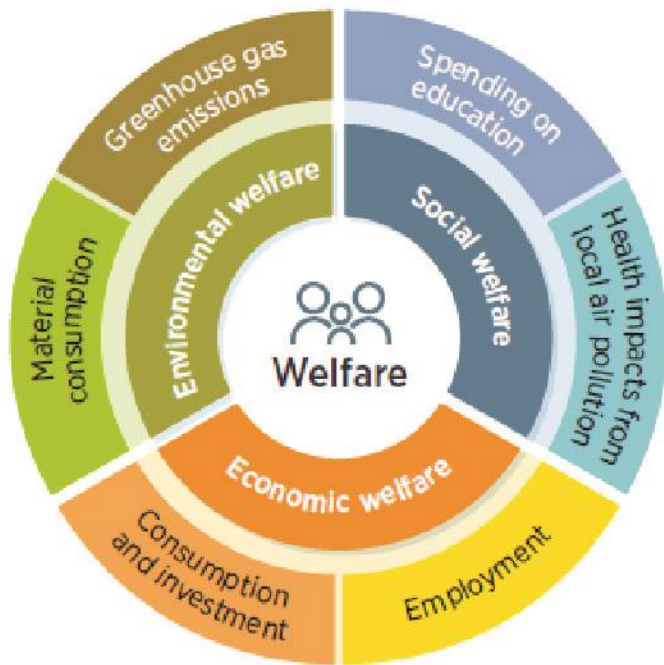 Greenhouse gas
emissions
Spending on
education
Environmental welfare
Social welfare
Material
consumption
Health impacts from
local air pollution
Welfare
Economic welfare
Consumption
and investment
Employment